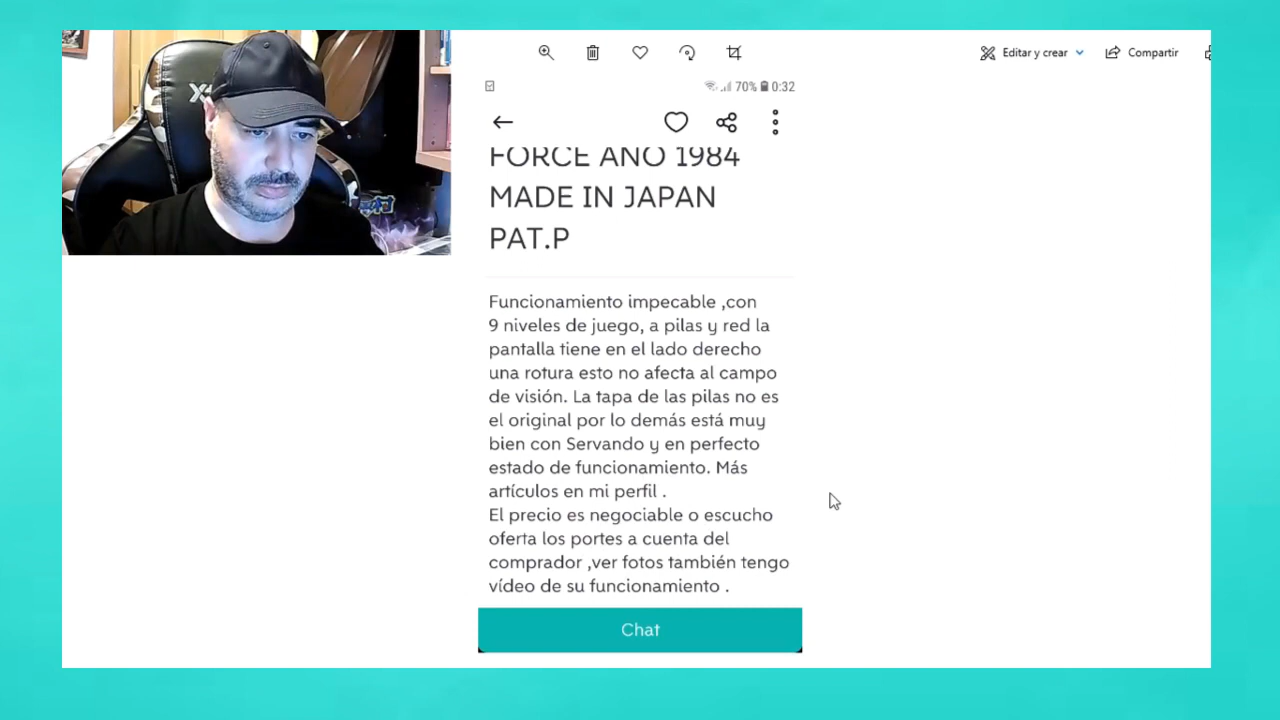 Editar y crear
Compartir
70% 0:32
FORCE AÑO 1984
MADE IN JAPAN
PAT.P
Funcionamiento impecable ,con
9 niveles de juego, a pilas y red la
pantalla tiene en el lado derecho
una rotura esto no afecta al campo
de visión. La tapa de las pilas no es
el original por lo demás está muy
bien con Servando y en perfecto
estado de funcionamiento. Más
artículos en mi perfil .
El precio es negociable o escucho
oferta los portes a cuenta del
comprador ,ver fotos también tengo
vídeo de su funcionamiento .
Chat